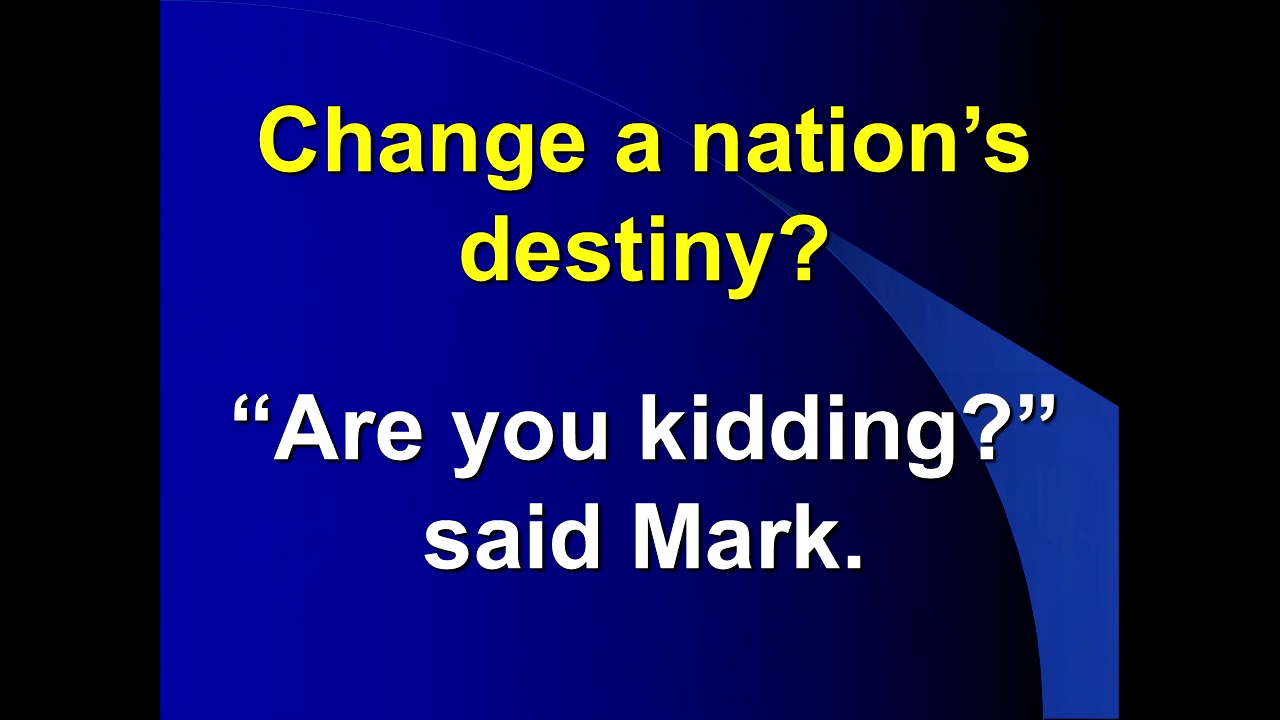 Change a nation’s
destiny?
“Are you kidding?”
said Mark.